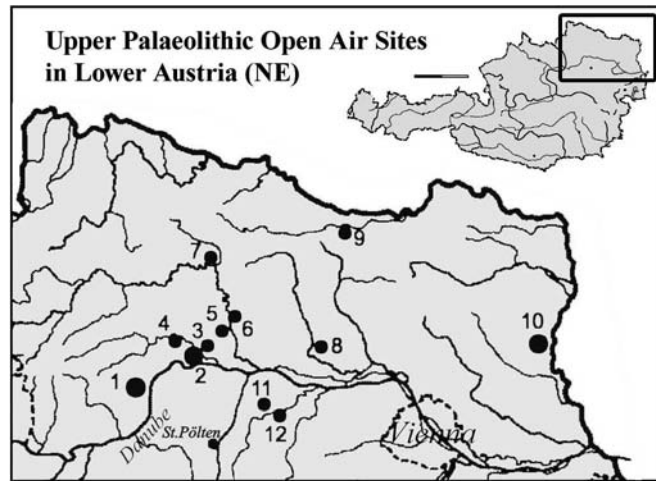 Upper Palaeolithic Open Air Sites
in Lower Austria (NE)
9
7
5
6
4
3
8
10
2
1
11
12
Danube
St.Pölten
Vienna